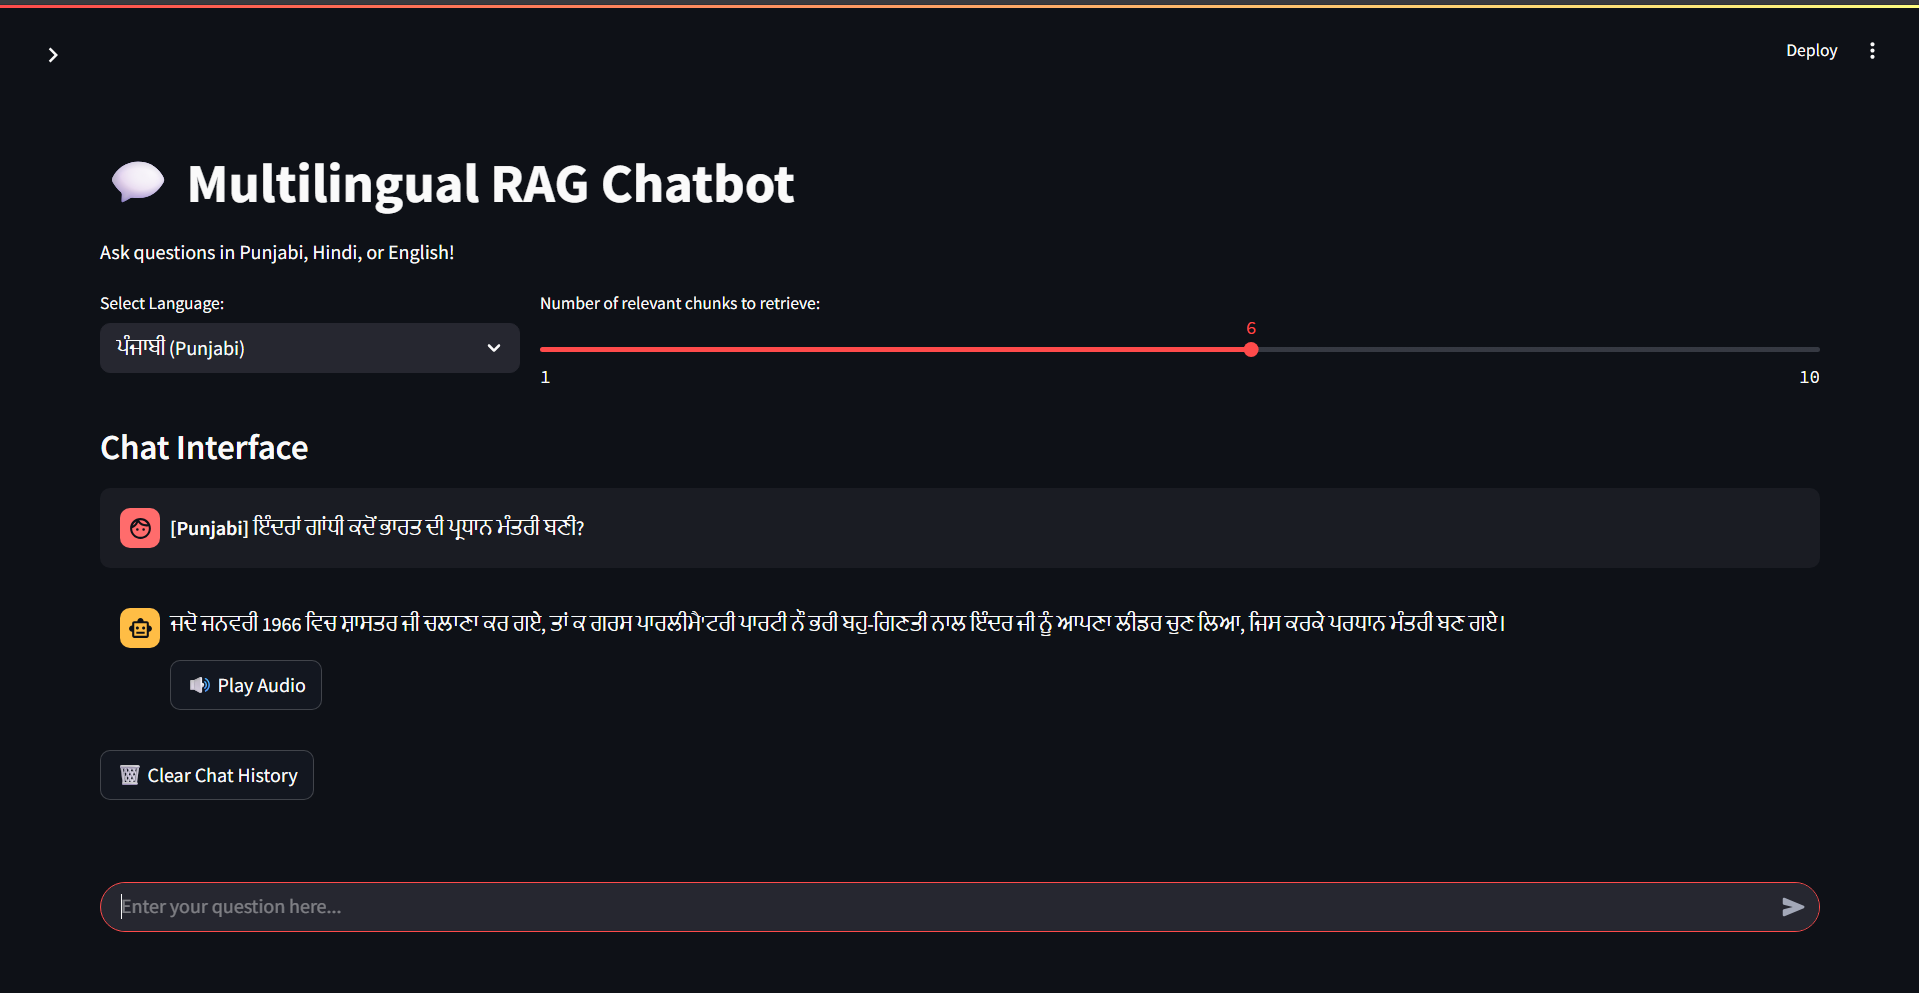 Deploy
Multilingual RAG Chatbot
Ask questions in Punjabi, Hindi, or English!
Select Language:
Number of relevant chunks to retrieve:
ਪੰਜਾਬੀ (Punjabi)
6
1
10
Chat Interface
[Punjabi] ਇੰਦਰਾਂ ਗਾਂਧੀ ਕਦੋਂ ਭਾਰਤ ਦੀ ਪ੍ਰਧਾਨ ਮੰਤਰੀ ਬਣੀ?
ਜਦੋ ਜਨਵਰੀ 1966 ਵਿਚ ਸ਼ਾਸਤਰ ਜੀ ਚਲਾਣਾ ਕਰ ਗਏ, ਤਾਂ ਕ ਗਰਸ ਪਾਰਲੀਮੈ'ਟਰੀ ਪਾਰਟੀ ਨੌ ਭਰੀ ਬਹੁ-ਗਿਣਤੀ ਨਾਲ ਇੰਦਰ ਜੀ ਨੂੰ ਆਪਣਾ ਲੀਡਰ ਚੁਣ ਲਿਆ, ਜਿਸ ਕਰਕੇ ਪਰਧਾਨ ਮੰਤਰੀ ਬਣ ਗਏ।
Play Audio
Clear Chat History
Enter your question here...